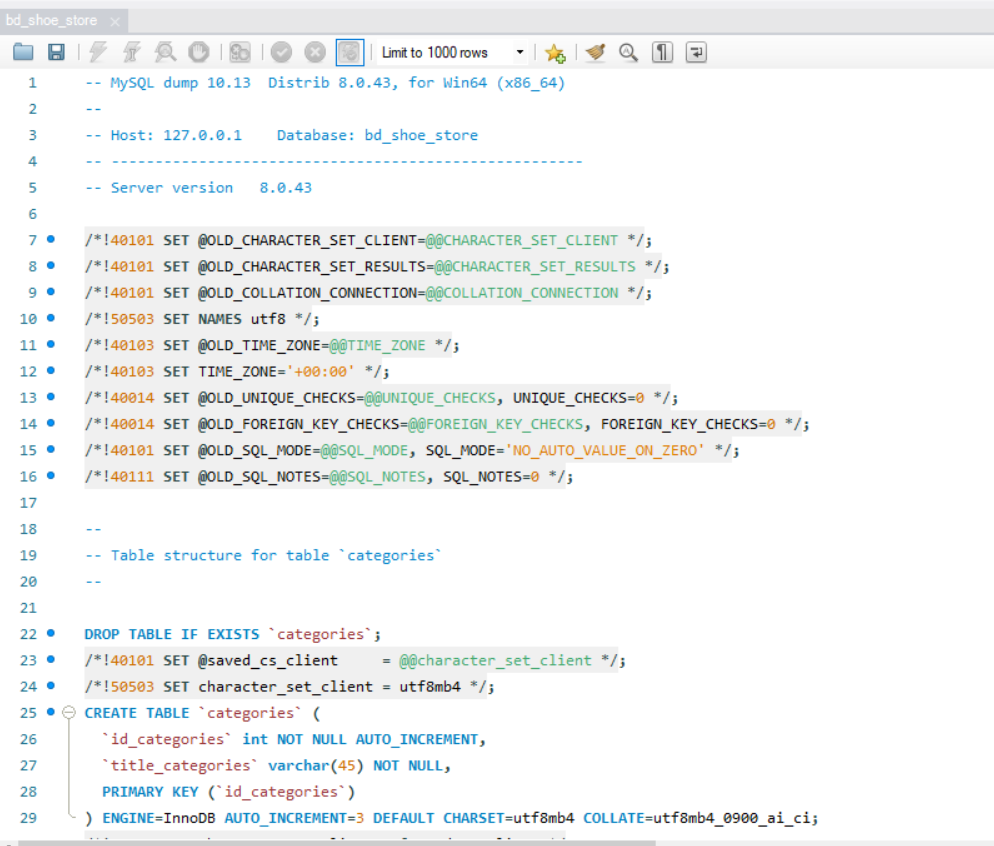 bd_shoe_store
Limit to 1000 rows
1 -- MySQL dump 10.13  Distrib 8.0.43, for Win64 (x86_64)
2 --
3 -- Host: 127.0.0.1    Database: bd_shoe_store
4 -- ------------------------------------------------------
5 -- Server version   8.0.43
6
7 /*!40101 SET @OLD_CHARACTER_SET_CLIENT=@@CHARACTER_SET_CLIENT */;
8 /*!40101 SET @OLD_CHARACTER_SET_RESULTS=@@CHARACTER_SET_RESULTS */;
9 /*!40101 SET @OLD_COLLATION_CONNECTION=@@COLLATION_CONNECTION */;
10 /*!50503 SET NAMES utf8 */;
11 /*!40103 SET @OLD_TIME_ZONE=@@TIME_ZONE */;
12 /*!40103 SET TIME_ZONE='+00:00' */;
13 /*!40014 SET @OLD_UNIQUE_CHECKS=@@UNIQUE_CHECKS, UNIQUE_CHECKS=0 */;
14 /*!40014 SET @OLD_FOREIGN_KEY_CHECKS=@@FOREIGN_KEY_CHECKS, FOREIGN_KEY_CHECKS=0 */;
15 /*!40101 SET @OLD_SQL_MODE=@@SQL_MODE, SQL_MODE='NO_AUTO_VALUE_ON_ZERO' */;
16 /*!40111 SET @OLD_SQL_NOTES=@@SQL_NOTES, SQL_NOTES=0 */;
17
18 --
19 -- Table structure for table `categories`
20 --
21
22 DROP TABLE IF EXISTS `categories`;
23 /*!40101 SET @saved_cs_client     = @@character_set_client */;
24 /*!50503 SET character_set_client = utf8mb4 */;
25 CREATE TABLE `categories` (
26   `id_categories` int NOT NULL AUTO_INCREMENT,
27   `title_categories` varchar(45) NOT NULL,
28   PRIMARY KEY (`id_categories`)
29 ) ENGINE=InnoDB AUTO_INCREMENT=3 DEFAULT CHARSET=utf8mb4 COLLATE=utf8mb4_0900_ai_ci;